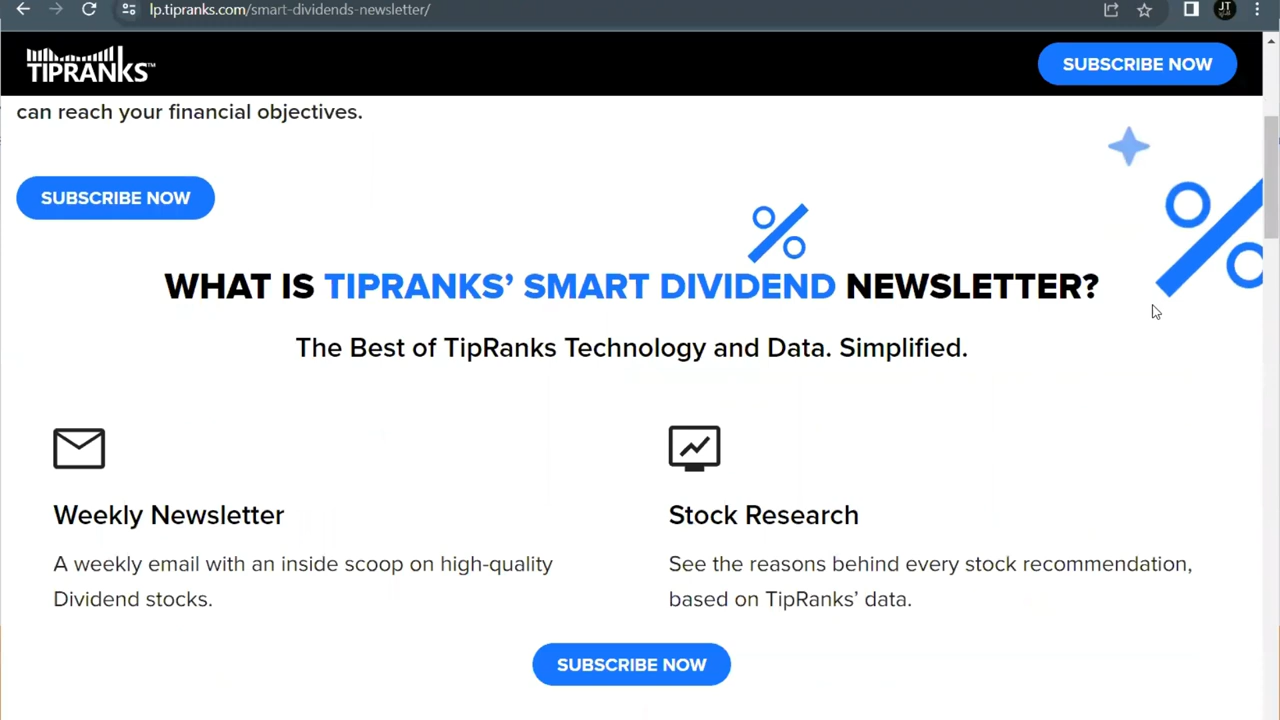 lp.tipranks.com/smart-dividends-newsletter/
JT
TIPRANKS™
SUBSCRIBE NOW
can reach your financial objectives.
SUBSCRIBE NOW
%
%
WHAT IS TIPRANKS’ SMART DIVIDEND NEWSLETTER?
The Best of TipRanks Technology and Data. Simplified.
Weekly Newsletter
A weekly email with an inside scoop on high-quality
Dividend stocks.
Stock Research
See the reasons behind every stock recommendation,
based on TipRanks’ data.
SUBSCRIBE NOW